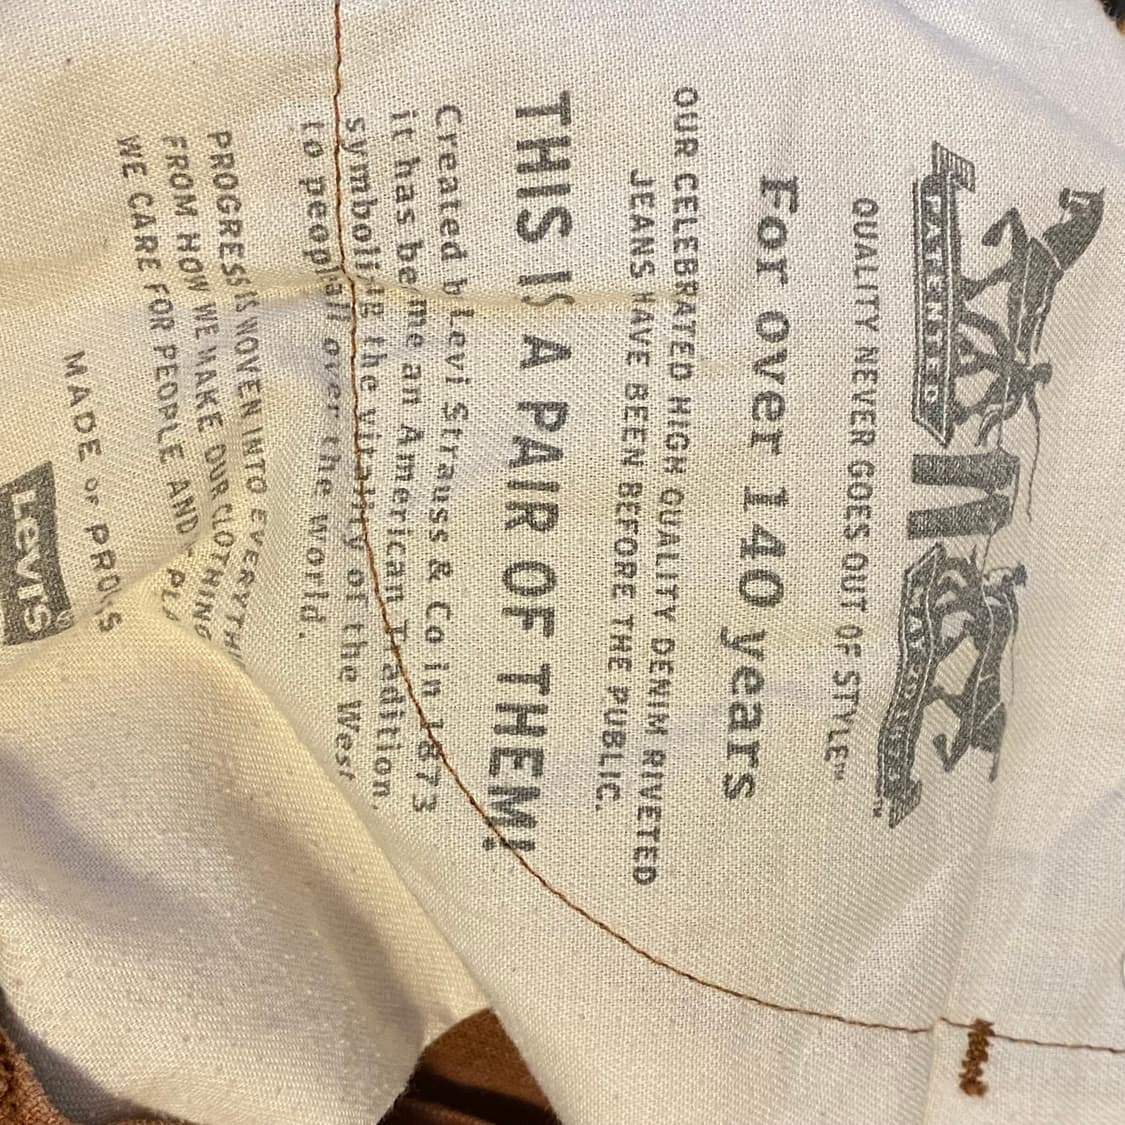 PATENTED
QUALITY NEVER GOES OUT OF STYLE™
For over 140 years
OUR CELEBRATED HIGH QUALITY DENIM RIVETED
JEANS HAVE BEEN BEFORE THE PUBLIC.
THIS IS A PAIR OF THEM!
Created by Levi Strauss & Co in 1873
it has become an American Tradition,
symbolizing the vitality of the West
to people all over the world.
PROGRESS IS WOVEN INTO
FROM HOW WE MAKE OUR CLOTHING
WE CARE FOR PEOPLE AND
MADE OF PROGRESS
Levi's®